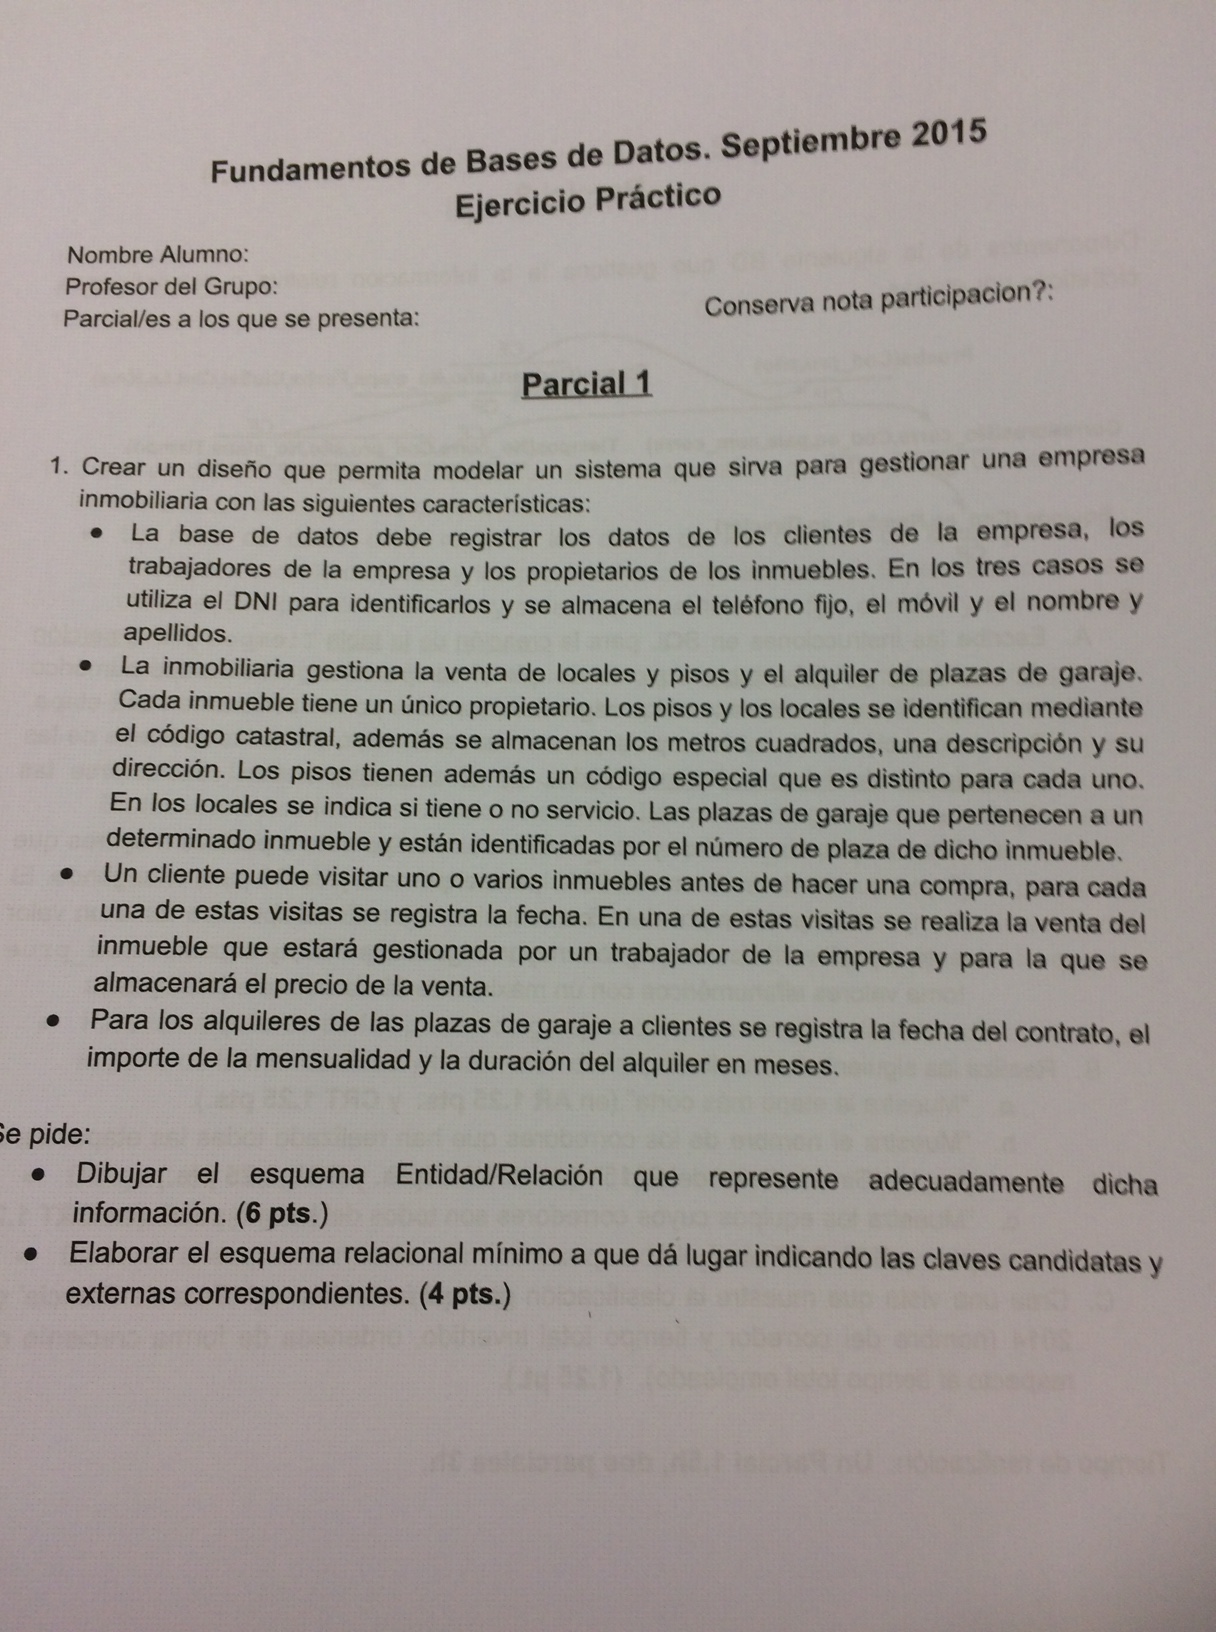 Fundamentos de Bases de Datos. Septiembre 2015
Ejercicio Práctico
Nombre Alumno:
Profesor del Grupo:
Parcial/es a los que se presenta:
Conserva nota participacion?:
Parcial 1
1. Crear un diseño que permita modelar un sistema que sirva para gestionar una empresa
inmobiliaria con las siguientes características:
• La base de datos debe registrar los datos de los clientes de la empresa, los
trabajadores de la empresa y los propietarios de los inmuebles. En los tres casos se
utiliza el DNI para identificarlos y se almacena el teléfono fijo, el móvil y el nombre y
apellidos.
• La inmobiliaria gestiona la venta de locales y pisos y el alquiler de plazas de garaje.
Cada inmueble tiene un único propietario. Los pisos y los locales se identifican mediante
el código catastral, además se almacenan los metros cuadrados, una descripción y su
dirección. Los pisos tienen además un código especial que es distinto para cada uno.
En los locales se indica si tiene o no servicio. Las plazas de garaje que pertenecen a un
determinado inmueble y están identificadas por el número de plaza de dicho inmueble.
• Un cliente puede visitar uno o varios inmuebles antes de hacer una compra, para cada
una de estas visitas se registra la fecha. En una de estas visitas se realiza la venta del
inmueble que estará gestionada por un trabajador de la empresa y para la que se
almacenará el precio de la venta.
• Para los alquileres de las plazas de garaje a clientes se registra la fecha del contrato, el
importe de la mensualidad y la duración del alquiler en meses.
Se pide:
• Dibujar el esquema Entidad/Relación que represente adecuadamente dicha
información. (6 pts.)
• Elaborar el esquema relacional mínimo a que dá lugar indicando las claves candidatas y
externas correspondientes. (4 pts.)